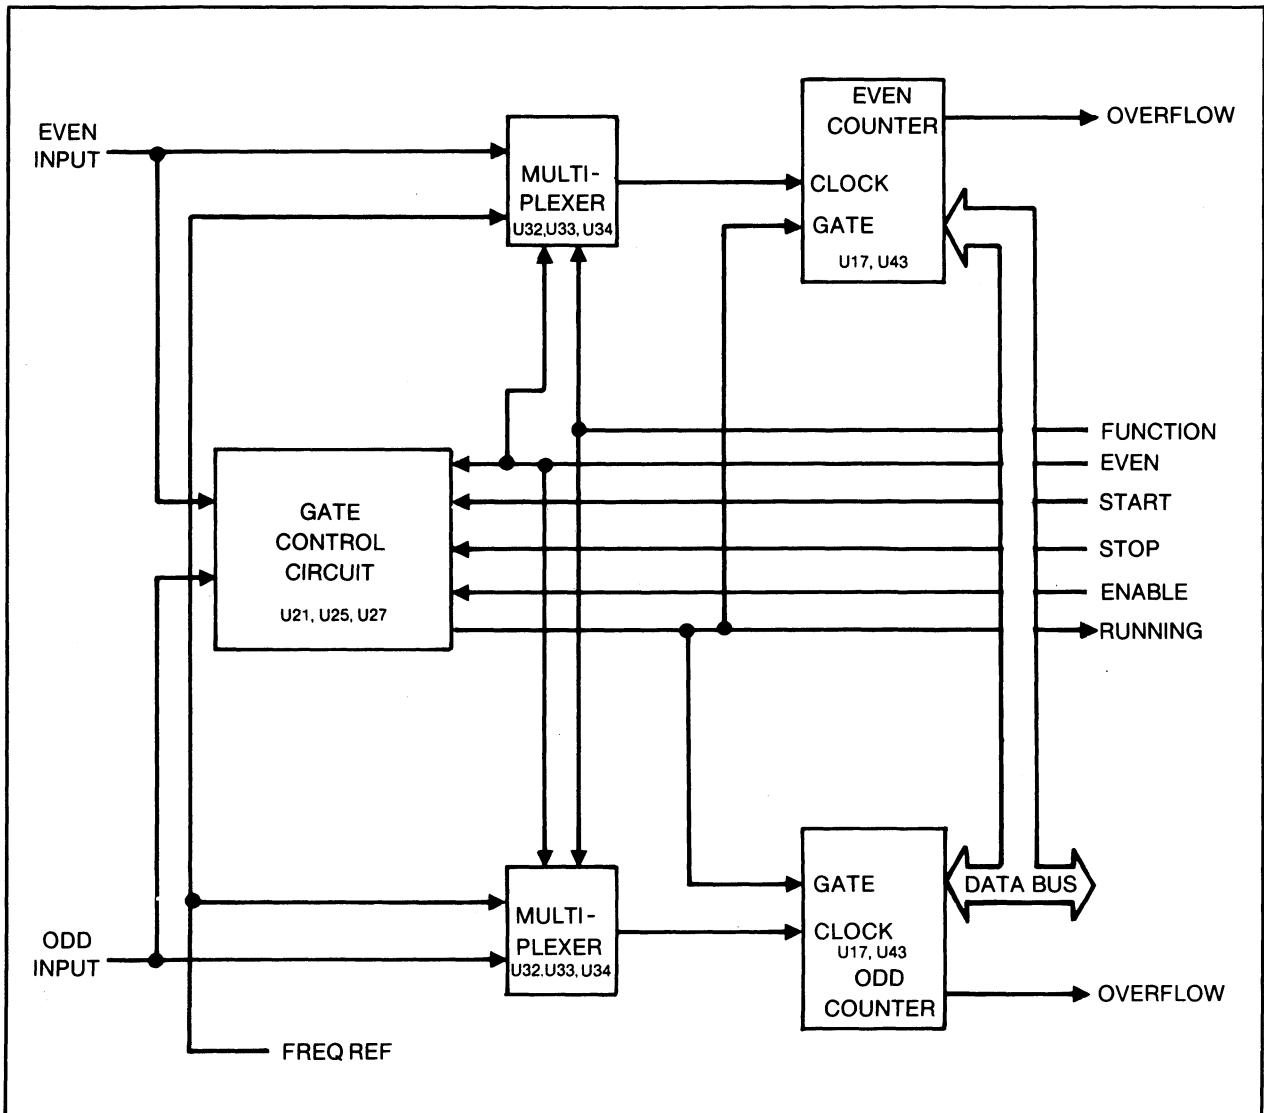 EVEN
INPUT
MULTI-
PLEXER
U32,U33, U34
EVEN
COUNTER
CLOCK
GATE
U17, U43
OVERFLOW
FUNCTION
EVEN
START
STOP
ENABLE
RUNNING
GATE
CONTROL
CIRCUIT
U21, U25, U27
ODD
INPUT
MULTI-
PLEXER
U32.U33, U34
GATE
CLOCK
U17, U43
ODD
COUNTER
DATA BUS
OVERFLOW
FREQ REF